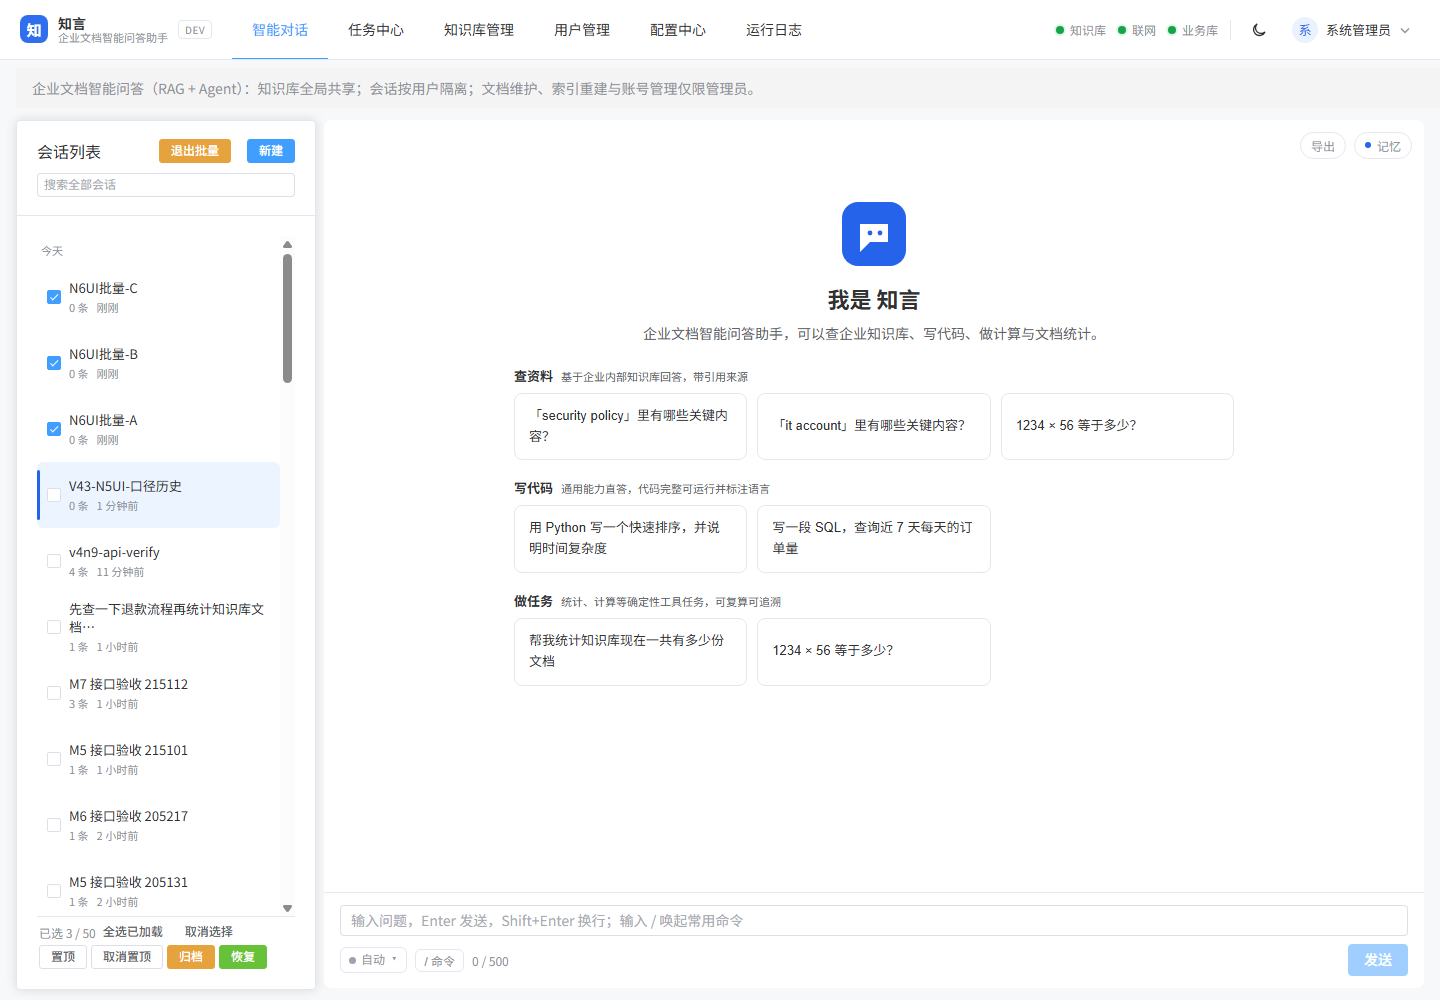 知
知言
企业文档智能问答助手
DEV
智能对话
任务中心
知识库管理
用户管理
配置中心
运行日志
知识库
联网
业务库
系
系统管理员
企业文档智能问答（RAG + Agent）：知识库全局共享；会话按用户隔离；文档维护、索引重建与账号管理仅限管理员。
会话列表
退出批量
新建
搜索全部会话
今天
N6UI批量-C
0 条 刚刚
N6UI批量-B
0 条 刚刚
N6UI批量-A
0 条 刚刚
V43-N5UI-口径历史
0 条 1 分钟前
v4n9-api-verify
4 条 11 分钟前
先查一下退款流程再统计知识库文
档…
1 条 1 小时前
M7 接口验收 215112
3 条 1 小时前
M5 接口验收 215101
1 条 1 小时前
M6 接口验收 205217
1 条 2 小时前
M5 接口验收 205131
1 条 2 小时前
已选 3 / 50
全选已加载
取消选择
置顶
取消置顶
归档
恢复
导出
记忆
我是 知言
企业文档智能问答助手，可以查企业知识库、写代码、做计算与文档统计。
查资料 基于企业内部知识库回答，带引用来源
「security policy」里有哪些关键内
容？
「it account」里有哪些关键内容？
1234 × 56 等于多少？
写代码 通用能力直答，代码完整可运行并标注语言
用 Python 写一个快速排序，并说
明时间复杂度
写一段 SQL，查询近 7 天每天的订
单量
做任务 统计、计算等确定性工具任务，可复算可追溯
帮我统计知识库现在一共有多少份
文档
1234 × 56 等于多少？
输入问题，Enter 发送，Shift+Enter 换行；输入 / 唤起常用命令
自动
/ 命令
0 / 500
发送